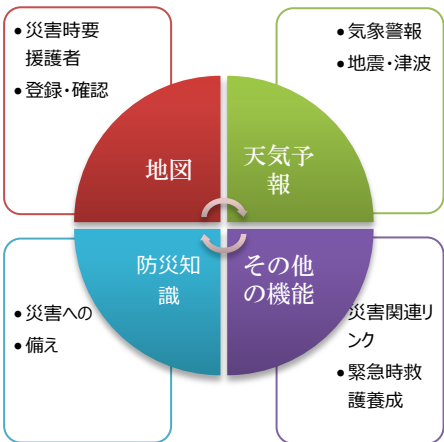 • 災害時要
援護者
• 登録・確認
• 気象警報
• 地震・津波
地図
天気予
報
防災知
識
その他
の機能
• 災害への
• 備え
災害関連リ
ンク
• 緊急時救
護養成